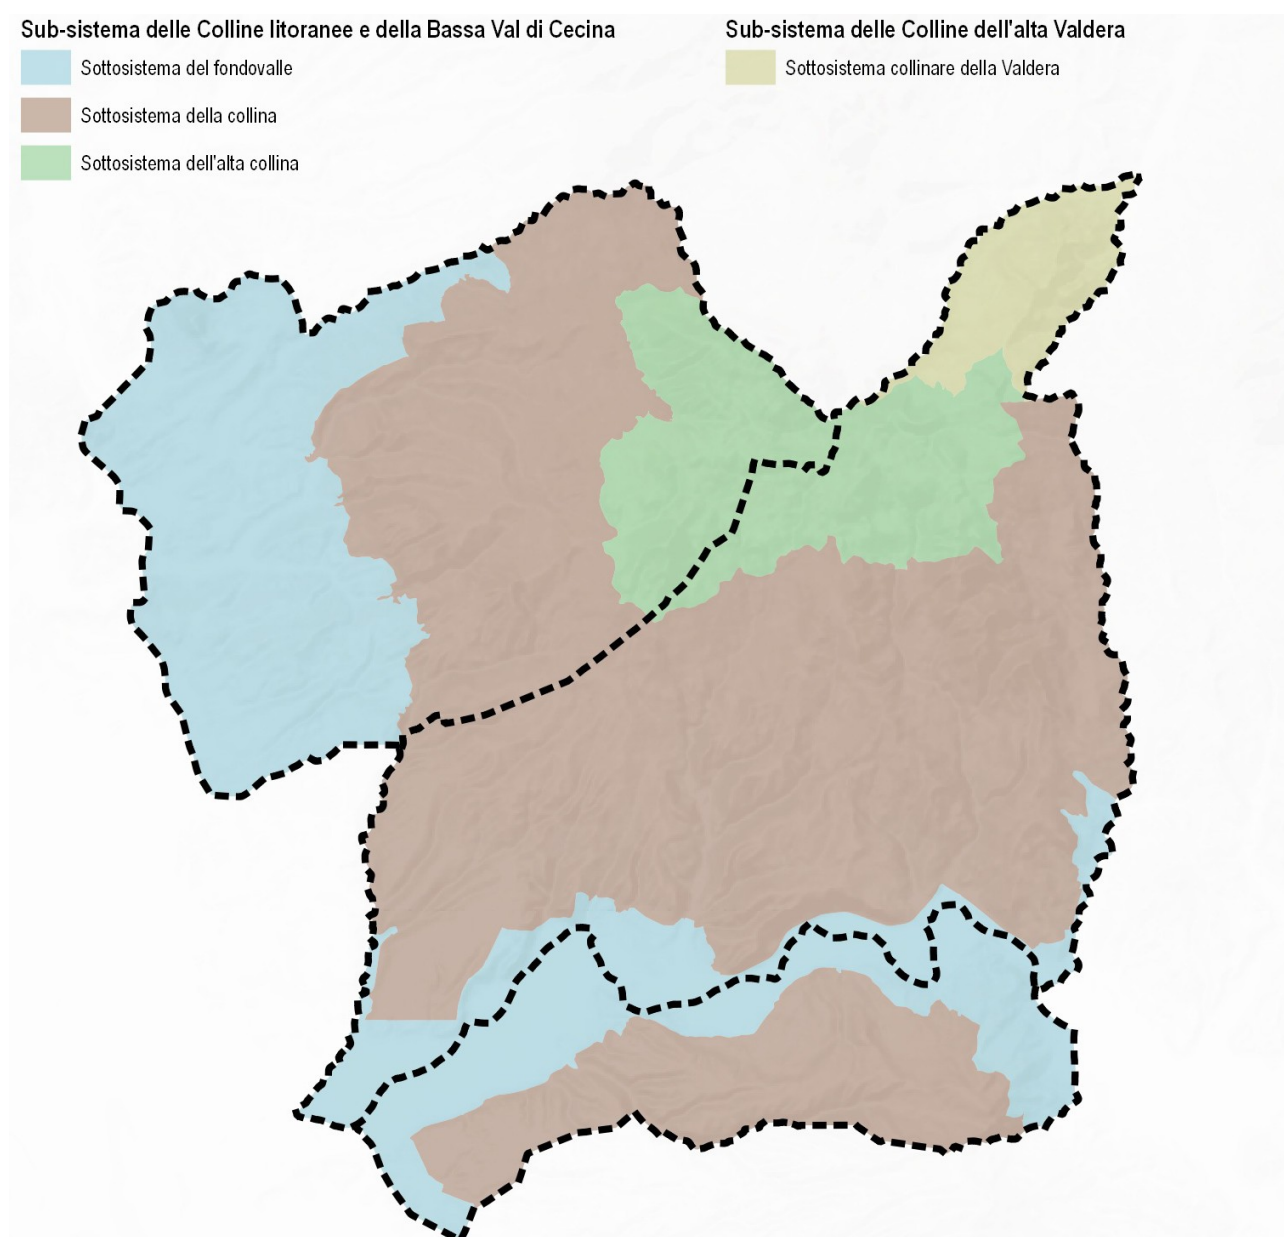 Sub-sistema delle Colline litoranee e della Bassa Val di Cecina
Sottosistema del fondovalle
Sottosistema della collina
Sottosistema dell'alta collina
Sub-sistema delle Colline dell'alta Valdera
Sottosistema collinare della Valdera